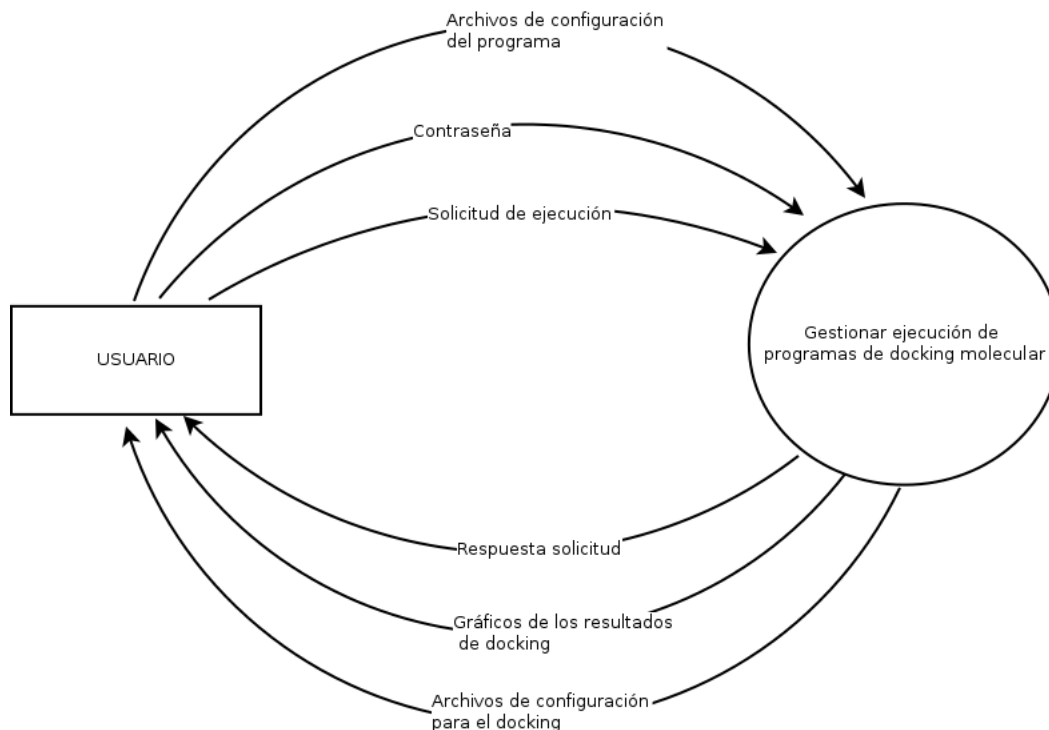 Archivos de configuración
del programa
Contraseña
Solicitud de ejecución
USUARIO
Gestionar ejecución de
programas de docking molecular
Respuesta solicitud
Gráficos de los resultados
de docking
Archivos de configuración
para el docking